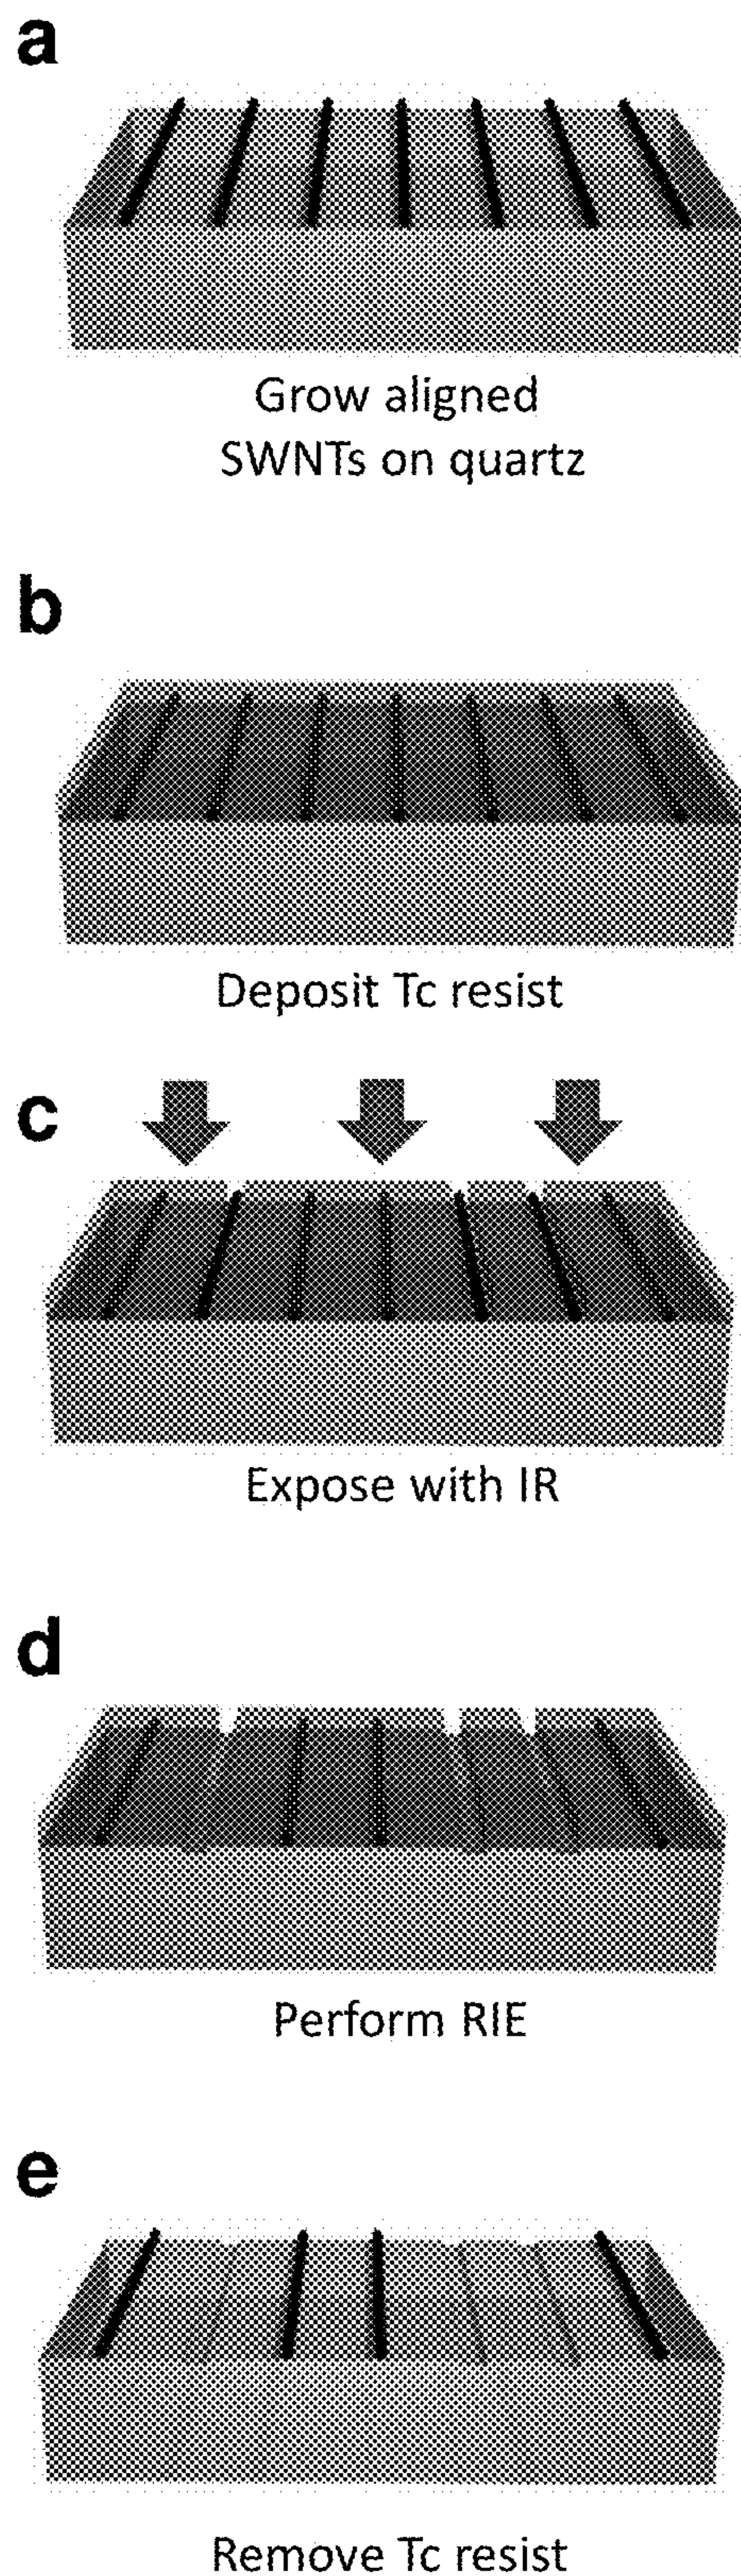 a
Grow aligned
SWNTs on quartz
b
Deposit Tc resist
c
Expose with IR
d
Perform RIE
e
Remove Tc resist